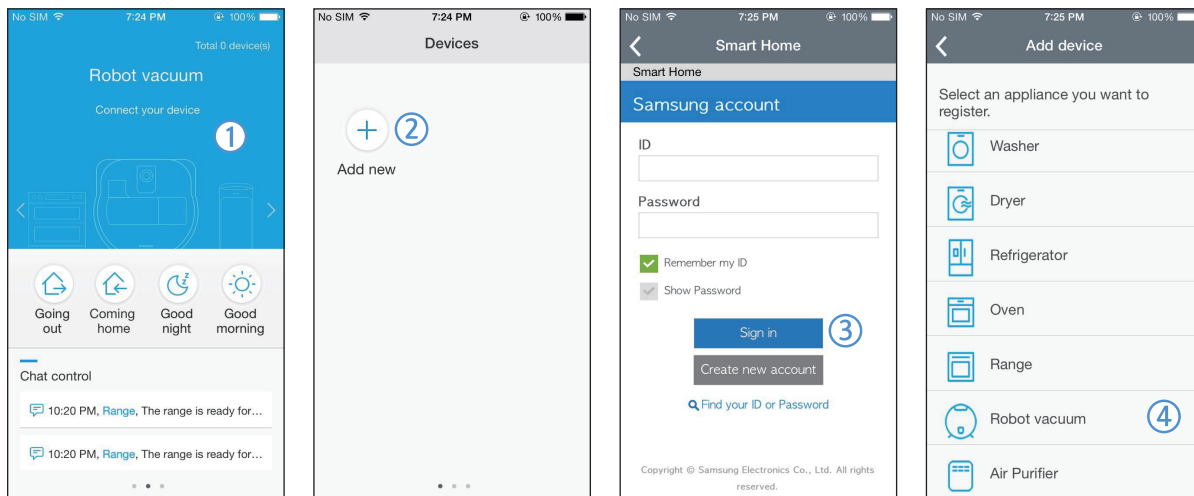 No SIM 7:24 PM 100%
Total 0 device(s)
Robot vacuum
Connect your device
①
Going out
Coming home
Good night
Good morning
Chat control
10:20 PM, Range, The range is ready for...
10:20 PM, Range, The range is ready for...
No SIM 7:24 PM 100%
Devices
②
Add new
No SIM 7:25 PM 100%
Smart Home
Smart Home
Samsung account
ID
Password
Remember my ID
Show Password
Sign in
③
Create new account
Find your ID or Password
Copyright © Samsung Electronics Co., Ltd. All rights
reserved.
No SIM 7:25 PM 100%
Add device
Select an appliance you want to
register.
Washer
Dryer
Refrigerator
Oven
Range
Robot vacuum
④
Air Purifier